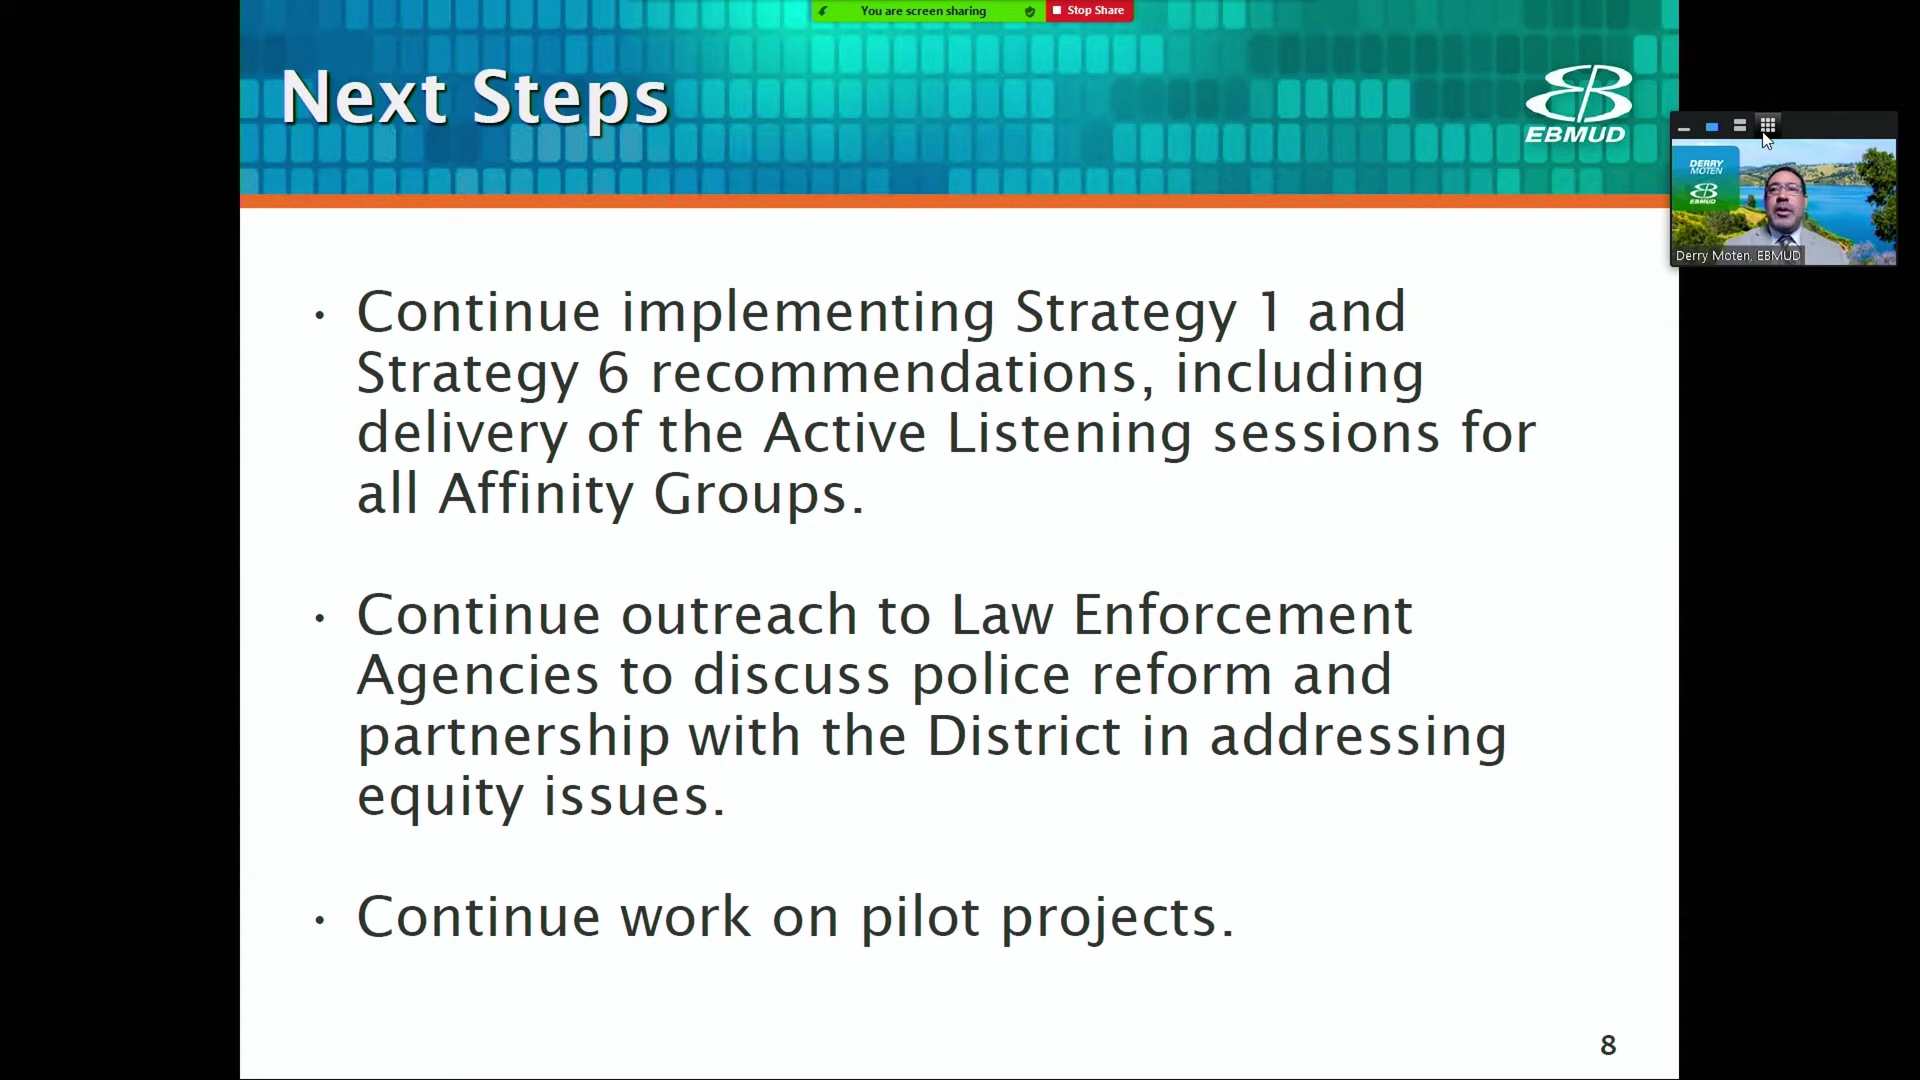 You are screen sharing
Stop Share
Next Steps
EBMUD
DERRY
MOTEN
EBMUD
Derry Moten, EBMUD
• Continue implementing Strategy 1 and
Strategy 6 recommendations, including
delivery of the Active Listening sessions for
all Affinity Groups.
• Continue outreach to Law Enforcement
Agencies to discuss police reform and
partnership with the District in addressing
equity issues.
• Continue work on pilot projects.
8